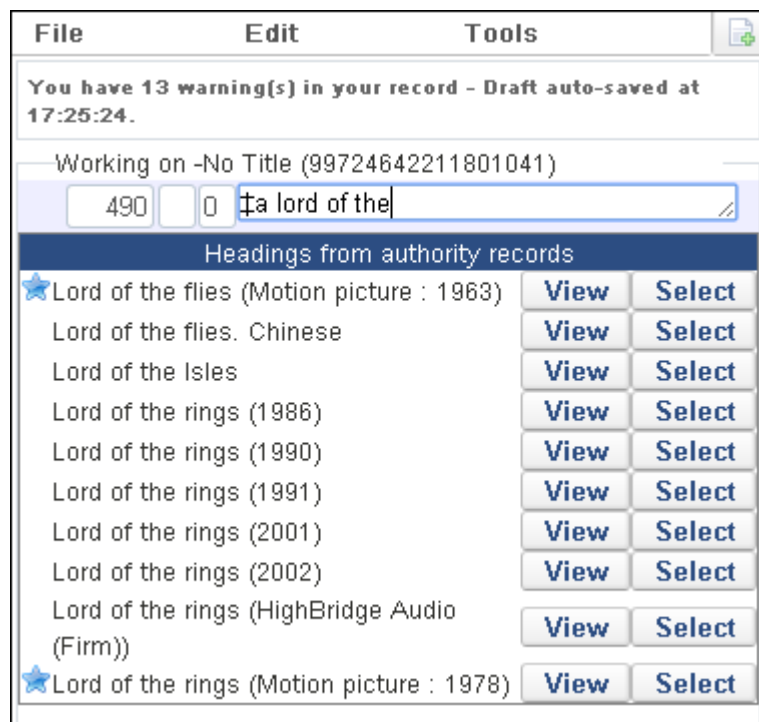 File Edit Tools
You have 13 warning(s) in your record - Draft auto-saved at
17:25:24.
Working on -No Title (99724642211801041)
490 0 ‡a lord of the
Headings from authority records
Lord of the flies (Motion picture : 1963) View Select
Lord of the flies. Chinese View Select
Lord of the Isles View Select
Lord of the rings (1986) View Select
Lord of the rings (1990) View Select
Lord of the rings (1991) View Select
Lord of the rings (2001) View Select
Lord of the rings (2002) View Select
Lord of the rings (HighBridge Audio
(Firm)) View Select
Lord of the rings (Motion picture : 1978) View Select